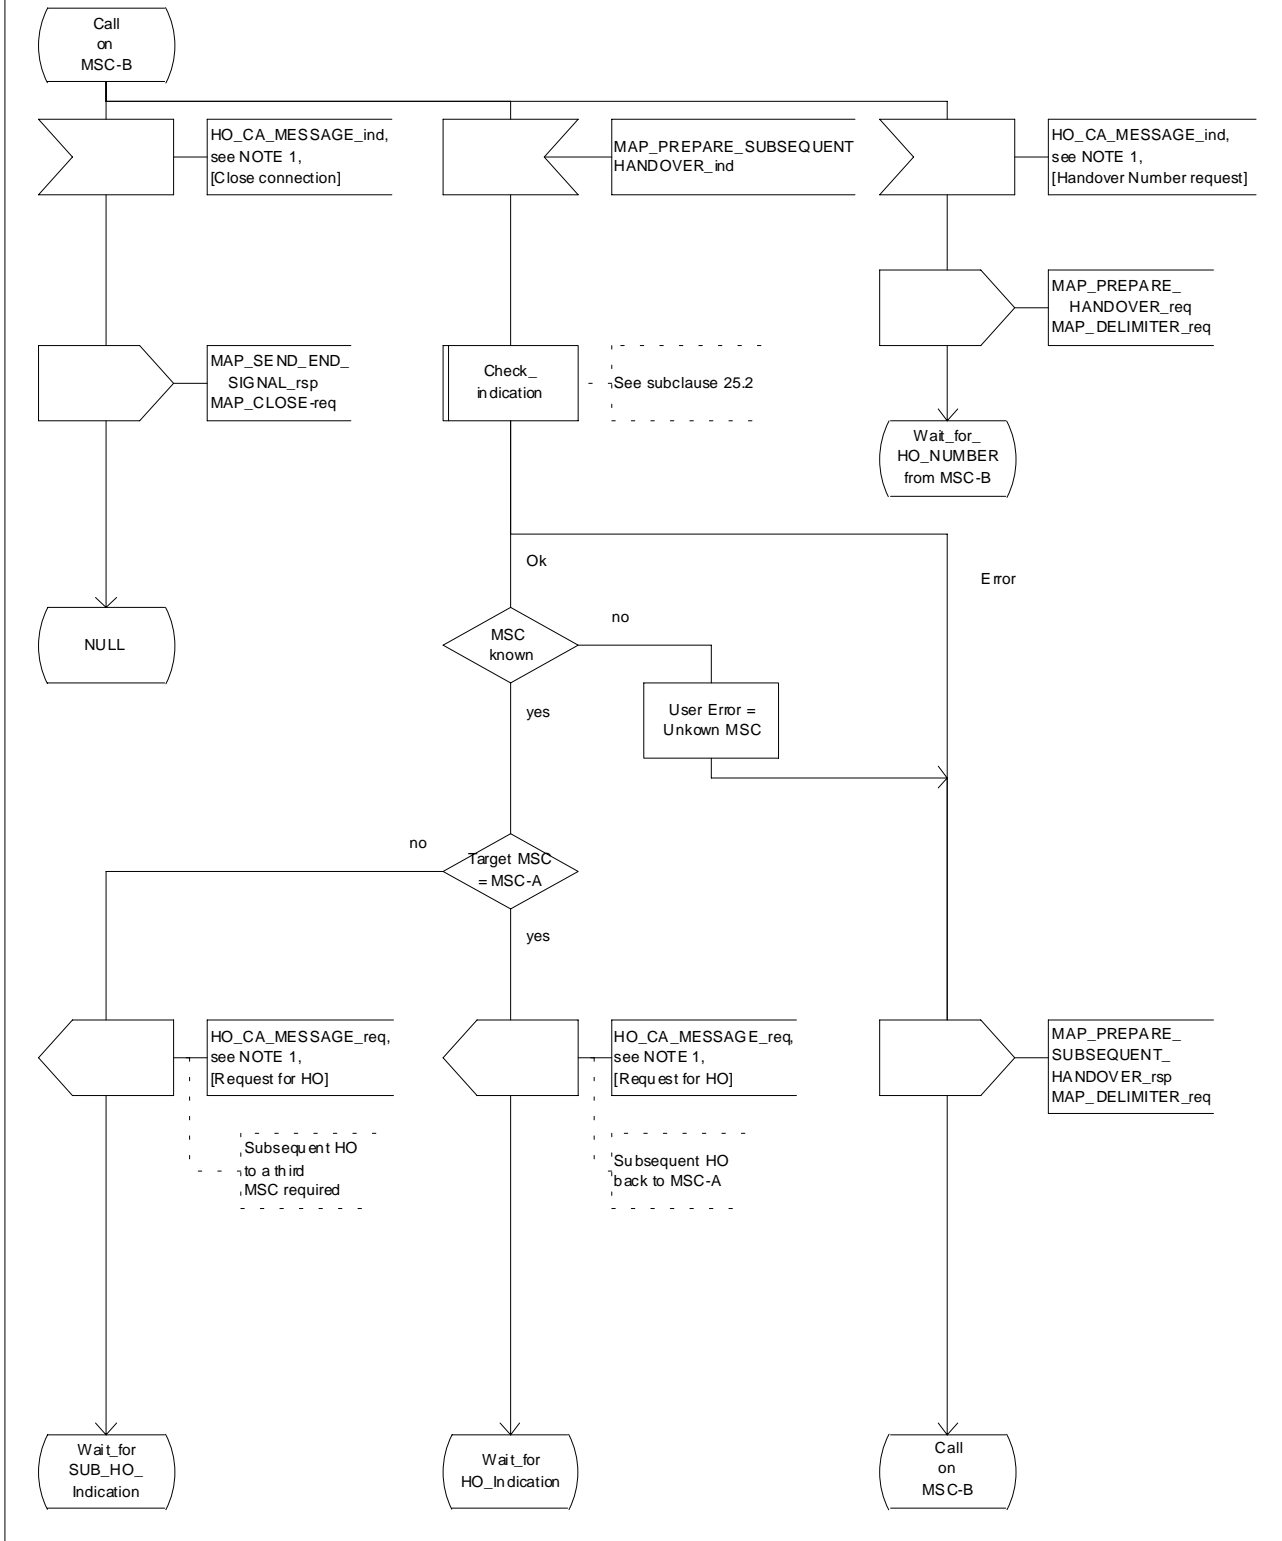 Call
on
MSC-B
HO_CA_MESSAGE_ind,
see NOTE 1,
[Close connection]
MAP_PREPARE_SUBSEQUENT
HANDOVER_ind
HO_CA_MESSAGE_ind,
see NOTE 1,
[Handover Number request]
MAP_PREPARE_
HANDOVER_req
MAP_DELIMITER_req
MAP_SEND_END_
SIGNAL_rsp
MAP_CLOSE-req
Check_
indication
See subclause 25.2
Wait_for_
HO_NUMBER
from MSC-B
Ok
Error
NULL
MSC
known
no
yes
User Error =
Unkown MSC
no
Target MSC
= MSC-A
yes
HO_CA_MESSAGE_req,
see NOTE 1,
[Request for HO]
HO_CA_MESSAGE_req,
see NOTE 1,
[Request for HO]
MAP_PREPARE_
SUBSEQUENT_
HANDOVER_rsp
MAP_DELIMITER_req
Subsequent HO
to a third
MSC required
Subsequent HO
back to MSC-A
Wait_for
SUB_HO_
Indication
Wait_for
HO_Indication
Call
on
MSC-B